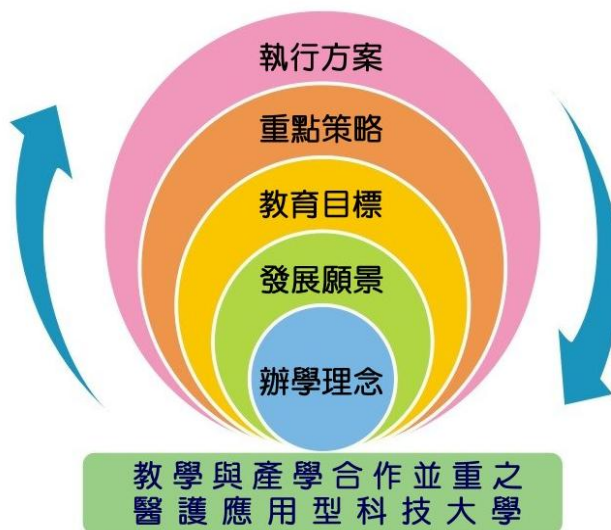 執行方案
重點策略
教育目標
發展願景
辦學理念
教學與產學合作並重之
醫護應用型科技大學